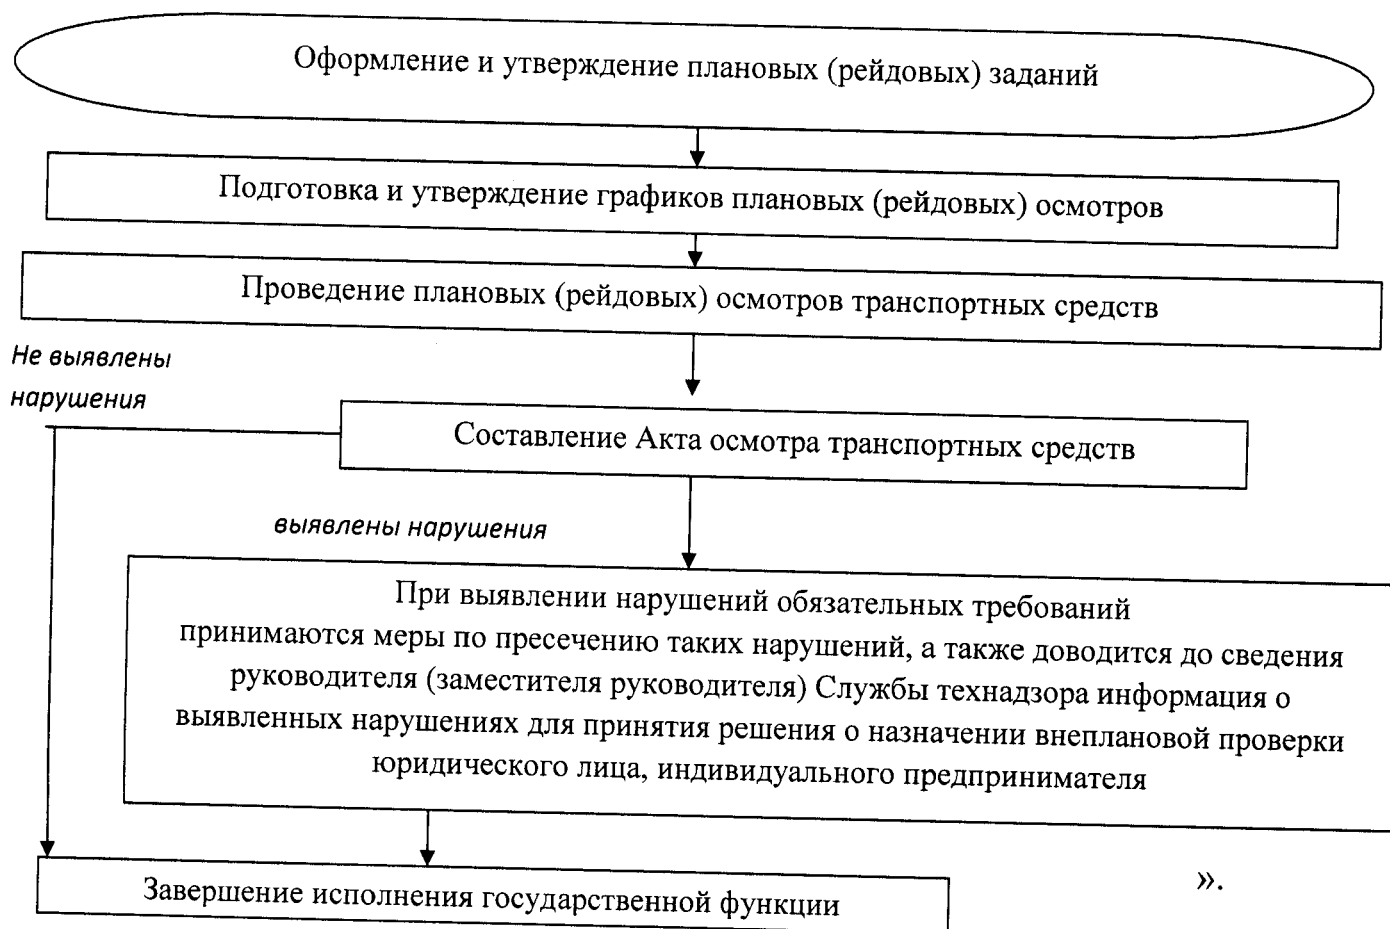 Оформление и утверждение плановых (рейдовых) заданий
Подготовка и утверждение графиков плановых (рейдовых) осмотров
Проведение плановых (рейдовых) осмотров транспортных средств
Не выявлены
нарушения
Составление Акта осмотра транспортных средств
выявлены нарушения
При выявлении нарушений обязательных требований
принимаются меры по пресечению таких нарушений, а также доводится до сведения
руководителя (заместителя руководителя) Службы технадзора информация о
выявленных нарушениях для принятия решения о назначении внеплановой проверки
юридического лица, индивидуального предпринимателя
Завершение исполнения государственной функции
».